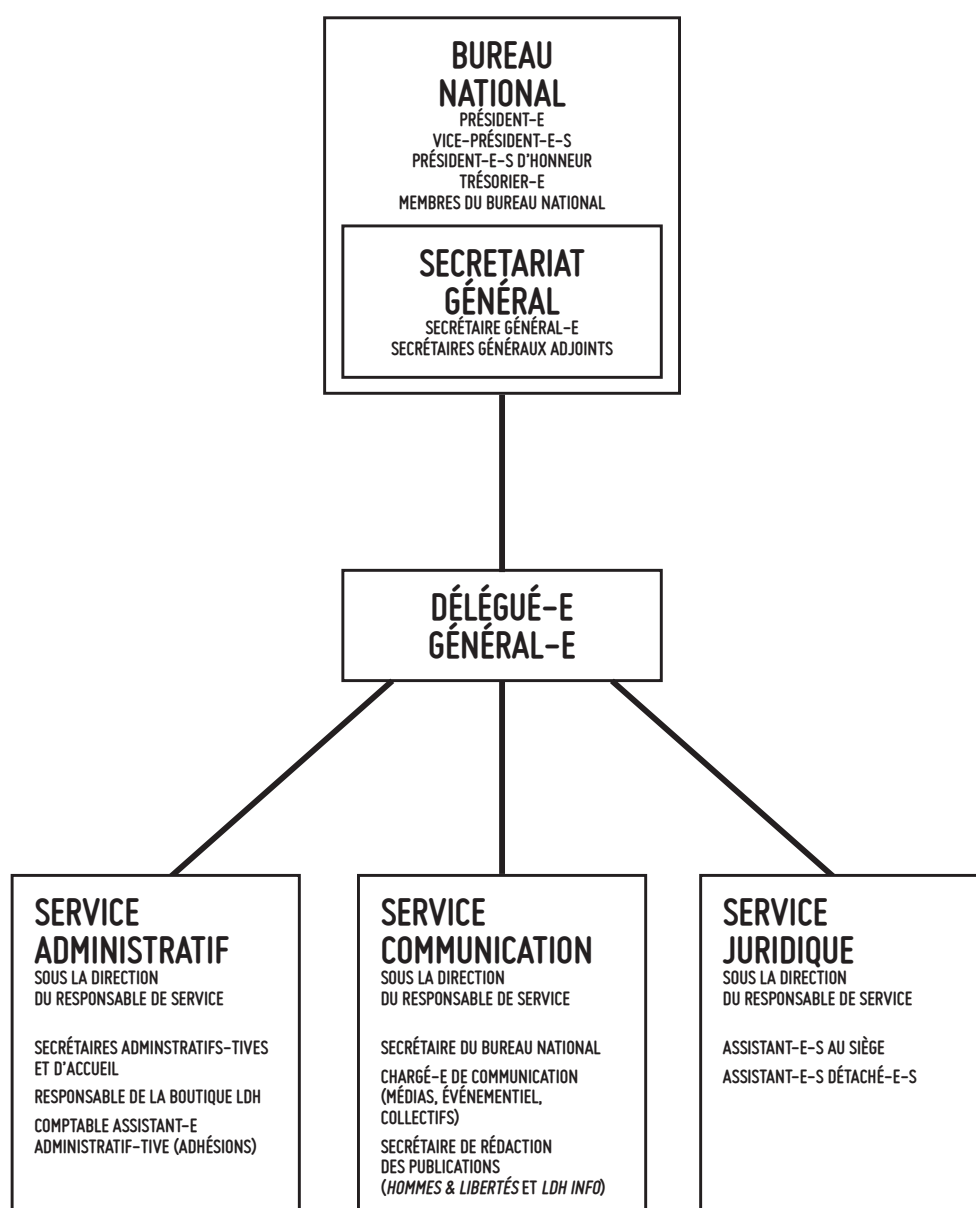 BUREAU
NATIONAL
PRÉSIDENT-E
VICE-PRÉSIDENT-E-S
PRÉSIDENT-E-S D'HONNEUR
TRÉSORIER-E
MEMBRES DU BUREAU NATIONAL
SECRETARIAT
GÉNÉRAL
SECRÉTAIRE GÉNÉRAL-E
SECRÉTAIRES GÉNÉRAUX ADJOINTS
DÉLÉGUÉ-E
GÉNÉRAL-E
SERVICE
ADMINISTRATIF
SOUS LA DIRECTION
DU RESPONSABLE DE SERVICE
SECRÉTAIRES ADMINSTRATIFS-TIVES
ET D'ACCUEIL
RESPONSABLE DE LA BOUTIQUE LDH
COMPTABLE ASSISTANT-E
ADMINISTRATIF-TIVE (ADHÉSIONS)
SERVICE
COMMUNICATION
SOUS LA DIRECTION
DU RESPONSABLE DE SERVICE
SECRÉTAIRE DU BUREAU NATIONAL
CHARGÉ-E DE COMMUNICATION
(MÉDIAS, ÉVÉNEMENTIEL,
COLLECTIFS)
SECRÉTAIRE DE RÉDACTION
DES PUBLICATIONS
(HOMMES & LIBERTÉS ET LDH INFO)
SERVICE
JURIDIQUE
SOUS LA DIRECTION
DU RESPONSABLE DE SERVICE
ASSISTANT-E-S AU SIÈGE
ASSISTANT-E-S DÉTACHÉ-E-S